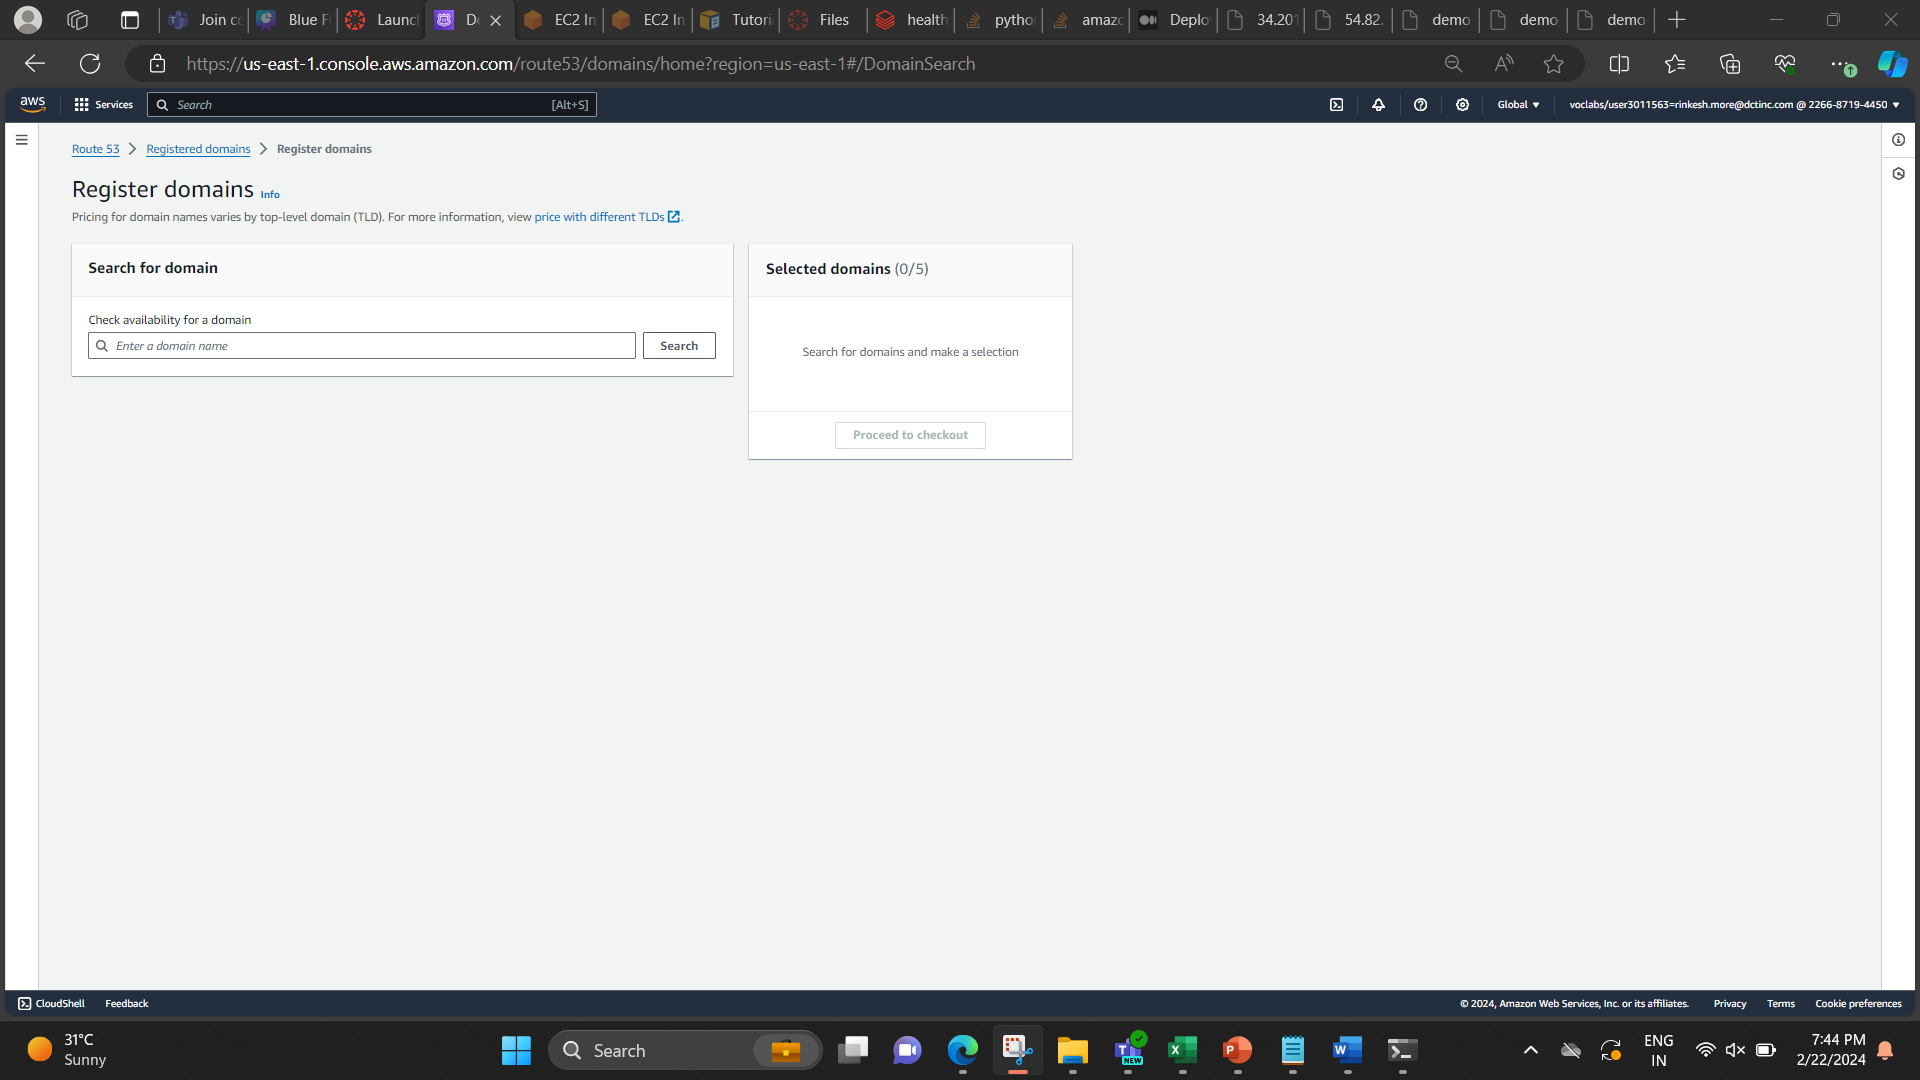 Join co
Blue F
Launc
Do
EC2 In
EC2 In
Tutori
Files
health
pytho
amazo
Deplo
34.201
54.82.
demo-
demo-
demo-
https://us-east-1.console.aws.amazon.com/route53/domains/home?region=us-east-1#/DomainSearch
aws
Services
Search
[Alt+S]
Global
voclabs/user3011563=rinkesh.more@dctinc.com @ 2266-8719-4450
Route 53 > Registered domains > Register domains
Register domains Info
Pricing for domain names varies by top-level domain (TLD). For more information, view price with different TLDs.
Search for domain
Check availability for a domain
Enter a domain name
Search
Selected domains (0/5)
Search for domains and make a selection
Proceed to checkout
CloudShell
Feedback
© 2024, Amazon Web Services, Inc. or its affiliates.
Privacy
Terms
Cookie preferences
31°C
Sunny
Search
NEW
ENG
IN
7:44 PM
2/22/2024